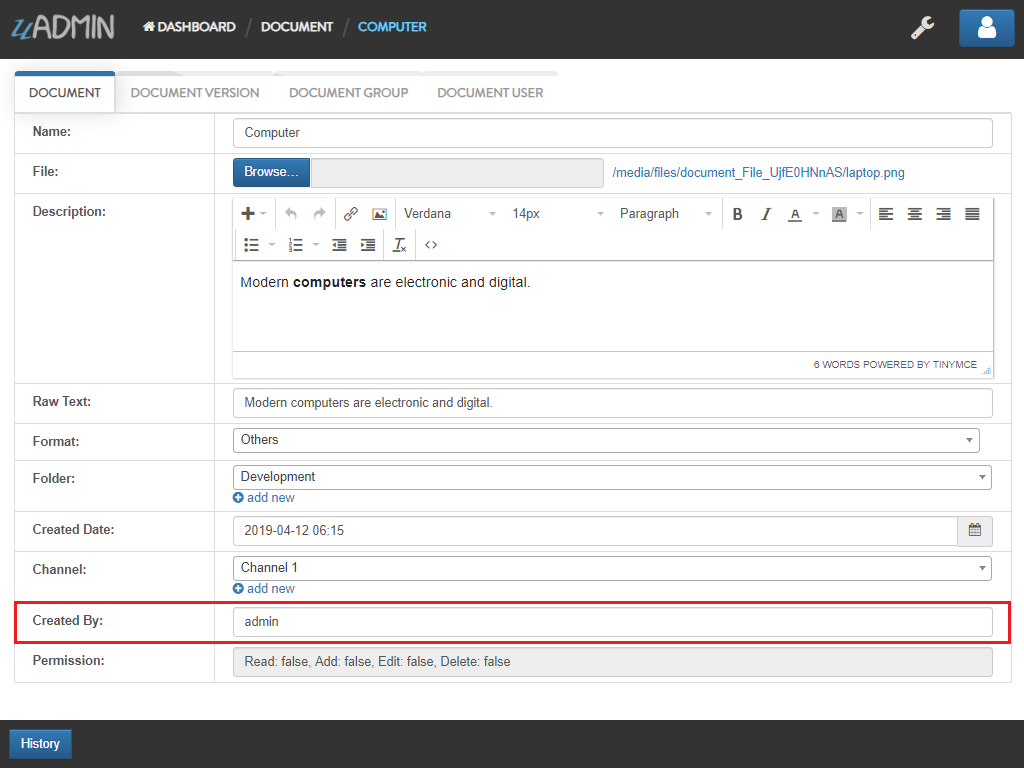 uADMIN DASHBOARD / DOCUMENT / COMPUTER
DOCUMENT DOCUMENT VERSION DOCUMENT GROUP DOCUMENT USER
Name: Computer
File: Browse... /media/files/document_File_UjfE0HNnAS/laptop.png
Description: Verdana 14px Paragraph B I A A
Modern computers are electronic and digital.
6 WORDS POWERED BY TINYMCE
Raw Text: Modern computers are electronic and digital.
Format: Others
Folder: Development
add new
Created Date: 2019-04-12 06:15
Channel: Channel 1
add new
Created By: admin
Permission: Read: false, Add: false, Edit: false, Delete: false
History